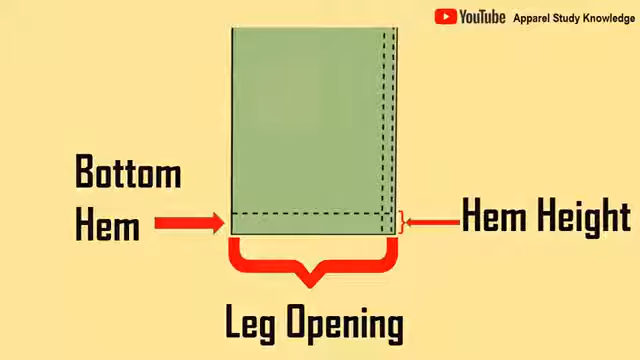 YouTube Apparel Study Knowledge
Bottom
Hem
Hem Height
Leg Opening